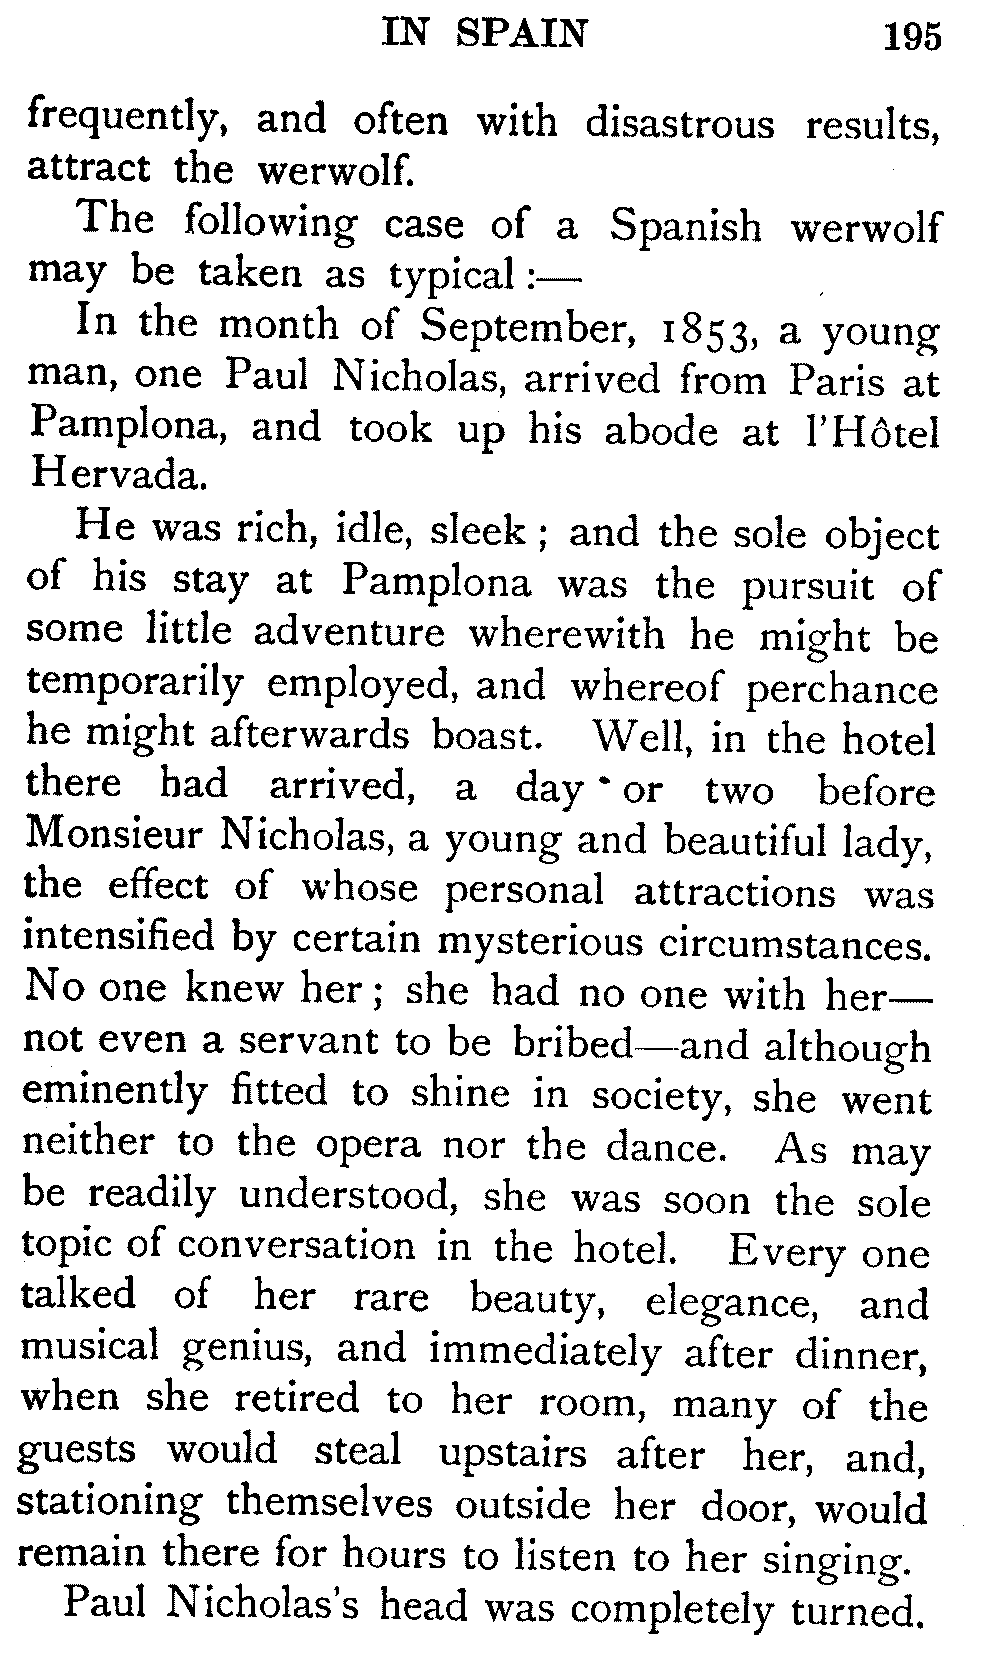 IN SPAIN 195
frequently, and often with disastrous results,
attract the werwolf.
The following case of a Spanish werwolf
may be taken as typical :—
In the month of September, 1853, a young
man, one Paul Nicholas, arrived from Paris at
Pamplona, and took up his abode at l'Hôtel
Hervada.
He was rich, idle, sleek ; and the sole object
of his stay at Pamplona was the pursuit of
some little adventure wherewith he might be
temporarily employed, and whereof perchance
he might afterwards boast. Well, in the hotel
there had arrived, a day or two before
Monsieur Nicholas, a young and beautiful lady,
the effect of whose personal attractions was
intensified by certain mysterious circumstances.
No one knew her ; she had no one with her—
not even a servant to be bribed—and although
eminently fitted to shine in society, she went
neither to the opera nor the dance. As may
be readily understood, she was soon the sole
topic of conversation in the hotel. Every one
talked of her rare beauty, elegance, and
musical genius, and immediately after dinner,
when she retired to her room, many of the
guests would steal upstairs after her, and,
stationing themselves outside her door, would
remain there for hours to listen to her singing.
Paul Nicholas's head was completely turned.